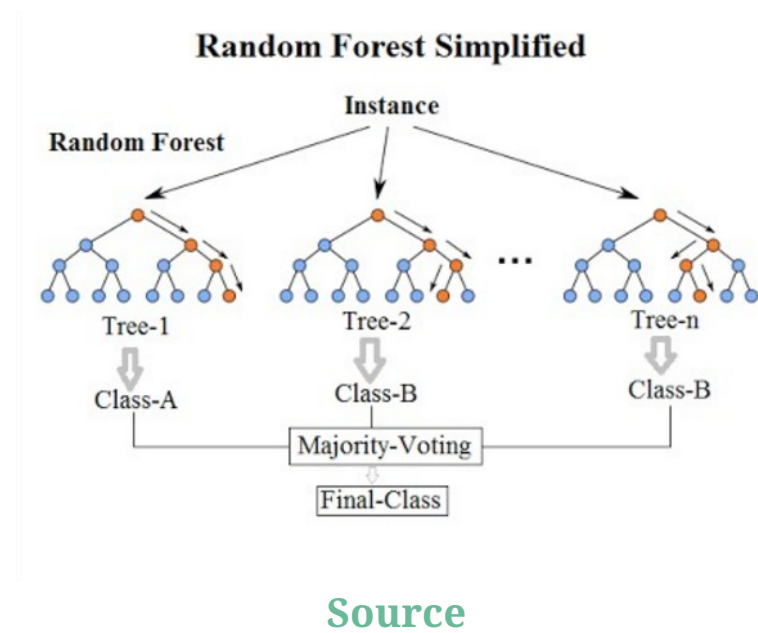 Random Forest Simplified
Instance
Random Forest
...
Tree-1
Tree-2
Tree-n
Class-A
Class-B
Class-B
Majority-Voting
Final-Class
Source